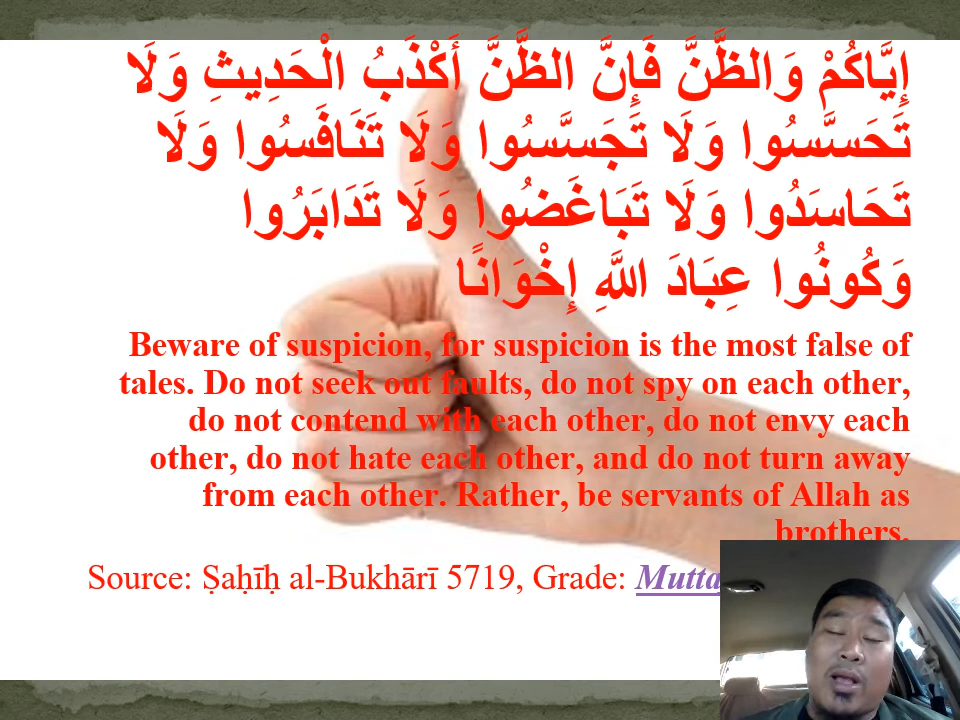 إِيَّاكُمْ وَالظَّنَّ فَإِنَّ الظَّنَّ أَكْذَبُ الْحَدِيثِ وَلَا
تَحَسَّسُوا وَلَا تَجَسَّسُوا وَلَا تَنَافَسُوا وَلَا
تَحَاسَدُوا وَلَا تَبَاغَضُوا وَلَا تَدَابَرُوا
وَكُونُوا عِبَادَ اللَّهِ إِخْوَانًا
Beware of suspicion, for suspicion is the most false of
tales. Do not seek out faults, do not spy on each other,
do not contend with each other, do not envy each
other, do not hate each other, and do not turn away
from each other. Rather, be servants of Allah as
brothers.
Source: Ṣaḥīḥ al-Bukhārī 5719, Grade: